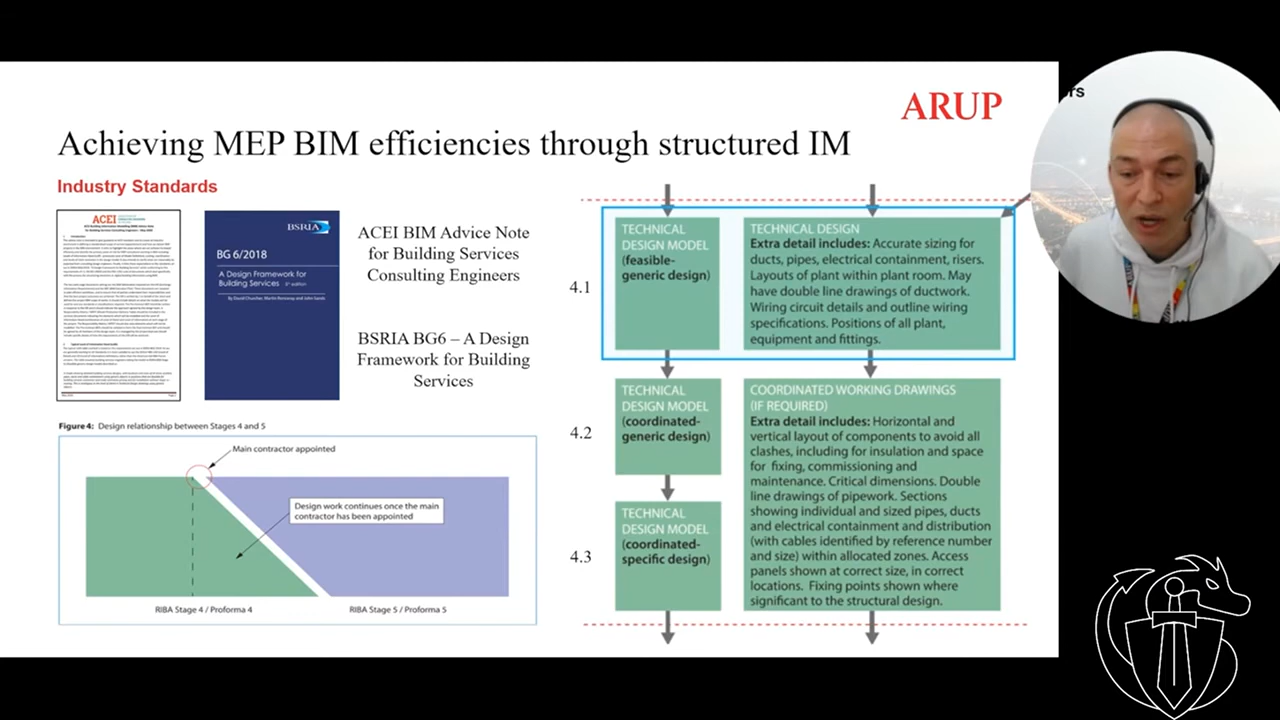 ARUP
ers
Achieving MEP BIM efficiencies through structured IM
Industry Standards
ACEI
BSRIA
BG 6/2018
A Design Framework for
Building Services
ACEI BIM Advice Note
for Building Services
Consulting Engineers
BSRIA BG6 – A Design
Framework for Building
Services
Figure 4: Design relationship between Stages 4 and 5
Main contractor appointed
Design work continues once the main
contractor has been appointed
RIBA Stage 4 / Proforma 4
RIBA Stage 5 / Proforma 5
4.1
TECHNICAL
DESIGN MODEL
(feasible-
generic design)
TECHNICAL DESIGN
Extra detail includes: Accurate sizing for
ducts, pipes, electrical containment, risers.
Layouts of plant within plant room. May
have double line drawings of ductwork.
Wiring circuit details and outline wiring
specifications. Positions of all plant,
equipment and fittings.
4.2
TECHNICAL
DESIGN MODEL
(coordinated-
generic design)
4.3
TECHNICAL
DESIGN MODEL
(coordinated-
specific design)
COORDINATED WORKING DRAWINGS
(IF REQUIRED)
Extra detail includes: Horizontal and
vertical layout of components to avoid all
clashes, including for insulation and space
for fixing, commissioning and
maintenance. Critical dimensions. Double
line drawings of pipework. Sections
showing individual and sized pipes, ducts
and electrical containment and distribution
(with cables identified by reference number
and size) within allocated zones. Access
panels shown at correct size, in correct
locations. Fixing points shown where
significant to the structural design.